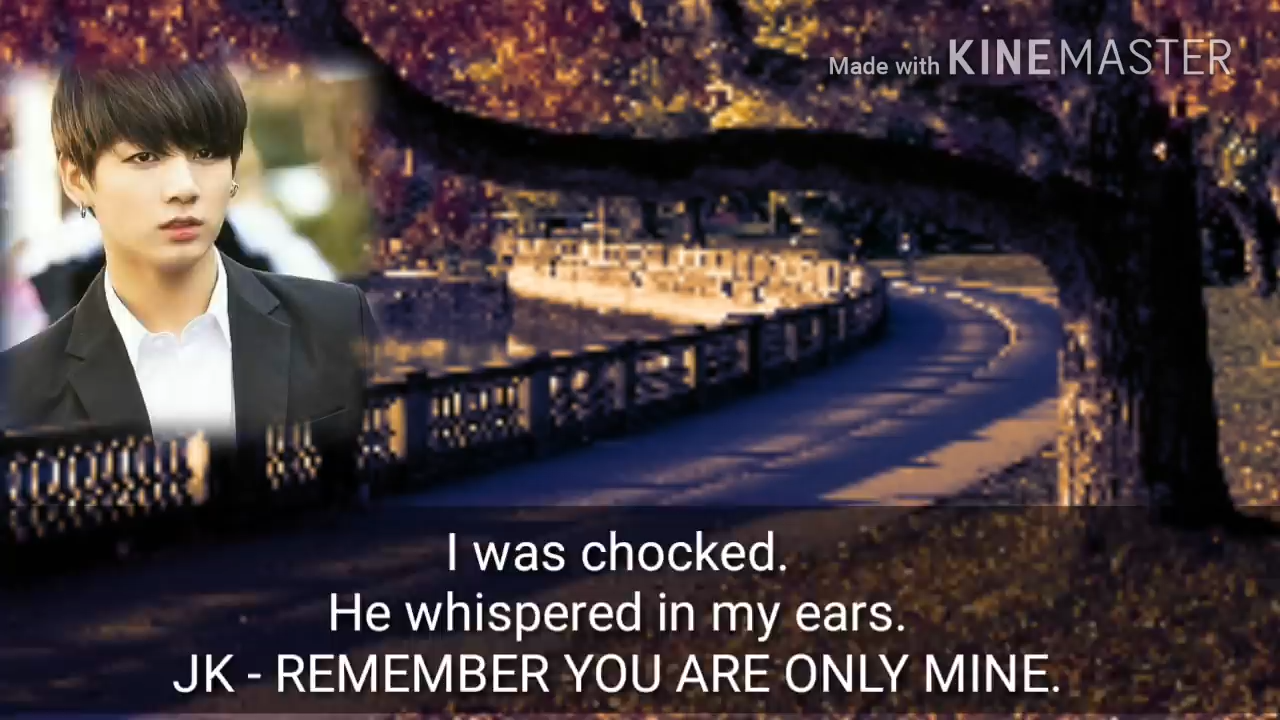 Made with KINEMASTER
I was chocked.
He whispered in my ears.
JK - REMEMBER YOU ARE ONLY MINE.